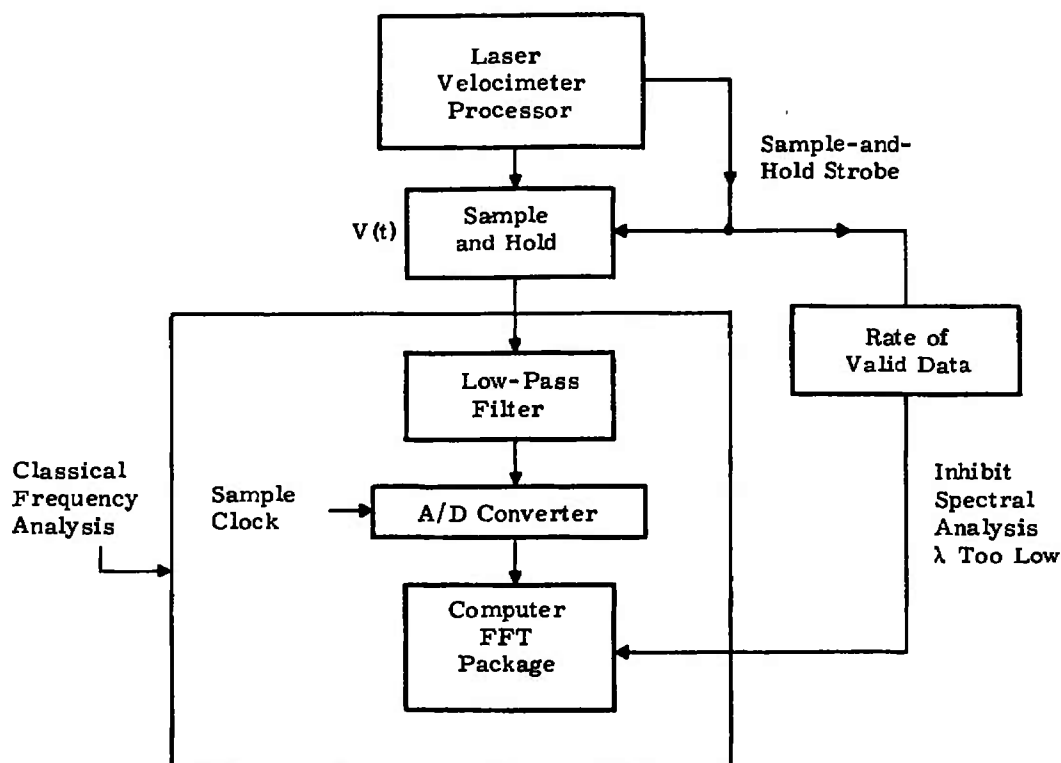 Laser
Velocimeter
Processor
Sample-and-
Hold Strobe
V(t)
Sample
and Hold
Rate of
Valid Data
Low-Pass
Filter
Classical
Frequency
Analysis
Sample
Clock
A/D Converter
Inhibit
Spectral
Analysis
λ Too Low
Computer
FFT
Package